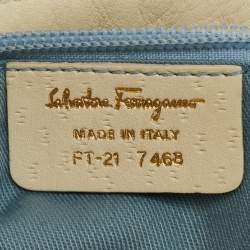 Salvatore Ferragamo
MADE IN ITALY
FT-21 7468